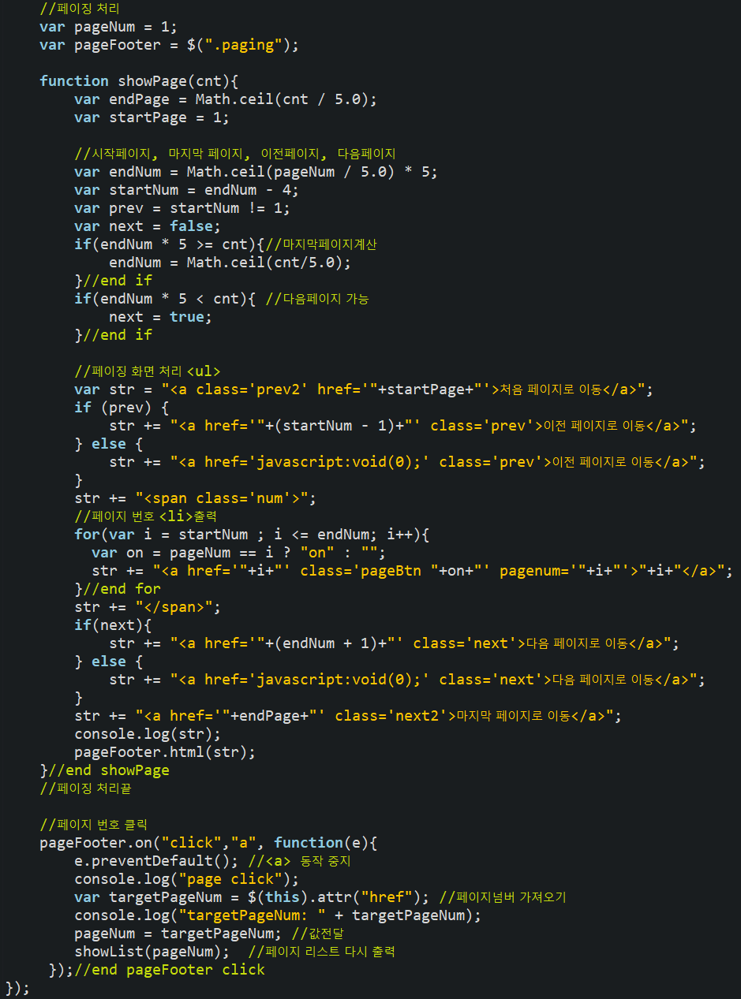 //페이징 처리
var pageNum = 1;
var pageFooter = $(".paging");
function showPage(cnt){
var endPage = Math.ceil(cnt / 5.0);
var startPage = 1;
//시작페이지, 마지막 페이지, 이전페이지, 다음페이지
var endNum = Math.ceil(pageNum / 5.0) * 5;
var startNum = endNum - 4;
var prev = startNum != 1;
var next = false;
if(endNum * 5 >= cnt){//마지막페이지계산
endNum = Math.ceil(cnt/5.0);
}//end if
if(endNum * 5 < cnt){ //다음페이지 가능
next = true;
}//end if
//페이징 화면 처리 <ul>
var str = "<a class='prev2' href='"+startPage+"'>처음 페이지로 이동</a>";
if (prev) {
str += "<a href='"+(startNum - 1)+"' class='prev'>이전 페이지로 이동</a>";
} else {
str += "<a href='javascript:void(0);' class='prev'>이전 페이지로 이동</a>";
}
str += "<span class='num'>";
//페이지 번호 <li>출력
for(var i = startNum ; i <= endNum; i++){
var on = pageNum == i ? "on" : "";
str += "<a href='"+i+"' class='pageBtn "+on+"' pagenum='"+i+"'>"+i+"</a>";
}//end for
str += "</span>";
if(next){
str += "<a href='"+(endNum + 1)+"' class='next'>다음 페이지로 이동</a>";
} else {
str += "<a href='javascript:void(0);' class='next'>다음 페이지로 이동</a>";
}
str += "<a href='"+endPage+"' class='next2'>마지막 페이지로 이동</a>";
console.log(str);
pageFooter.html(str);
}//end showPage
//페이징 처리끝
//페이지 번호 클릭
pageFooter.on("click","a", function(e){
e.preventDefault(); //<a> 동작 중지
console.log("page click");
var targetPageNum = $(this).attr("href"); //페이지넘버 가져오기
console.log("targetPageNum: " + targetPageNum);
pageNum = targetPageNum; //값전달
showList(pageNum);  //페이지 리스트 다시 출력
});//end pageFooter click
});